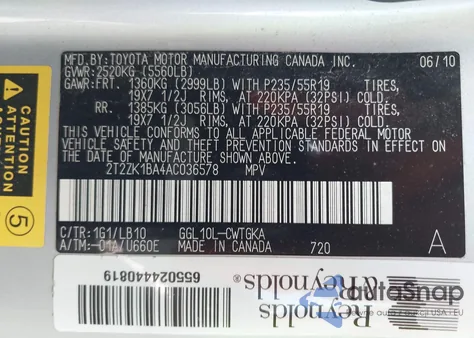 MFD.BY:TOYOTA MOTOR MANUFACTURING CANADA INC. 06/10
GVWR:2520KG (5560LB)
GAWR:FRT. 1360KG (2999LB) WITH P235/55R19 TIRES,
19X7 1/2J RIMS, AT 220KPA (32PSI) COLD.
RR. 1385KG (3056LB) WITH P235/55R19 TIRES,
19X7 1/2J RIMS, AT 220KPA (32PSI) COLD.
THIS VEHICLE CONFORMS TO ALL APPLICABLE FEDERAL MOTOR
VEHICLE SAFETY AND THEFT PREVENTION STANDARDS IN
EFFECT ON THE DATE OF MANUFACTURE SHOWN ABOVE.
2T2ZK1BA4AC036578 MPV
C/TR:1G1/LB10 GGL10L-CWTGKA
A/TM:-01A/U660E MADE IN CANADA 720 A
5
655024440819
Reynolds
& Reynolds
autoSnap
USA - EU